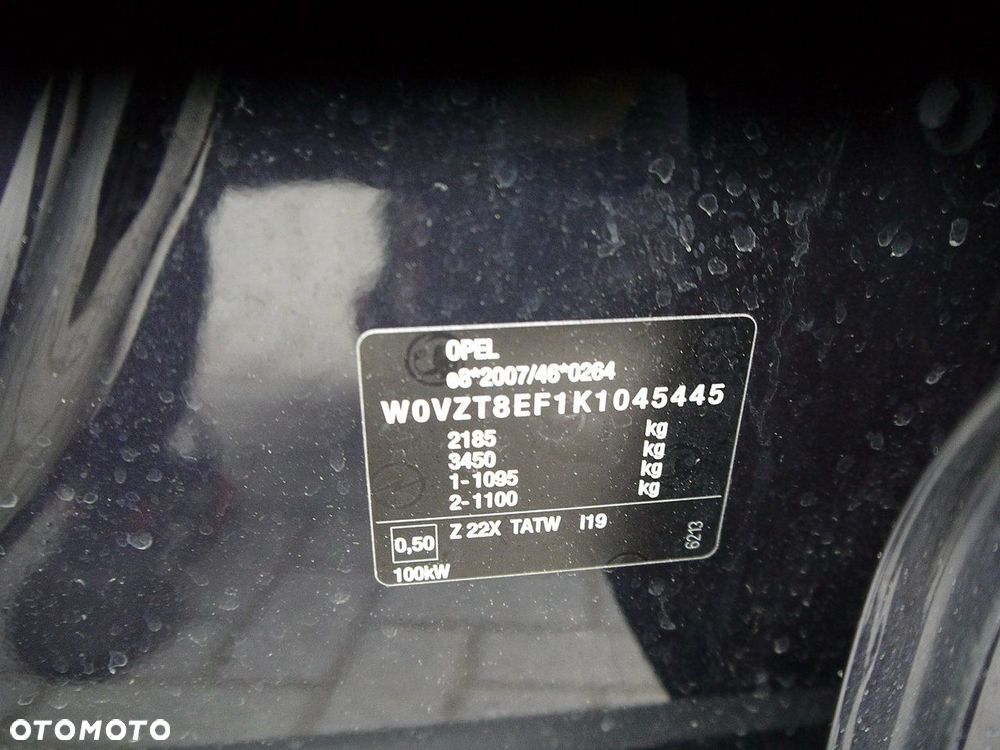 OPEL
e8*2007/46*0264
W0VZT8EF1K1045445
2185 kg
3450 kg
1-1095 kg
2-1100 kg
0,50 Z 22X TATW I19
6213
100kW
OTOMOTO